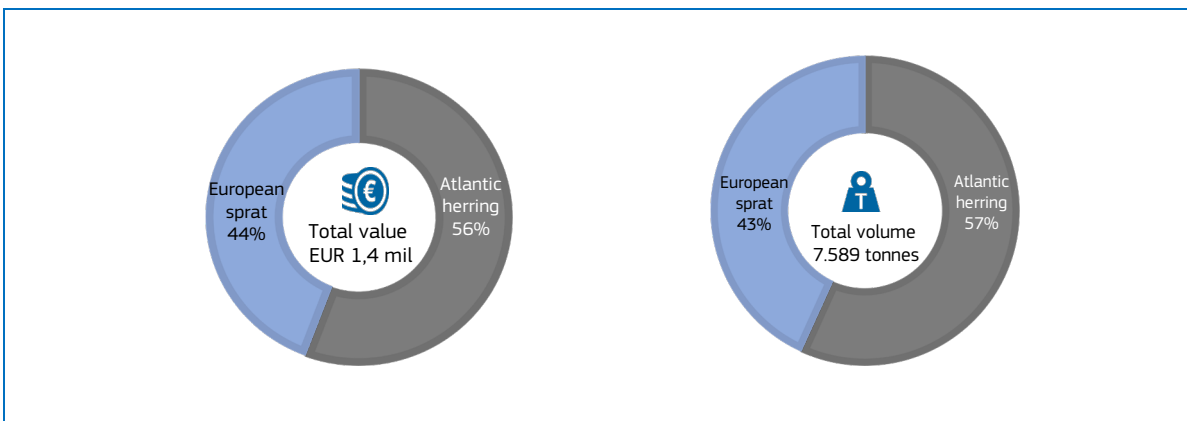 European
sprat
44%
Total value
EUR 1,4 mil
Atlantic
herring
56%
European
sprat
43%
T
Total volume
7.589 tonnes
Atlantic
herring
57%